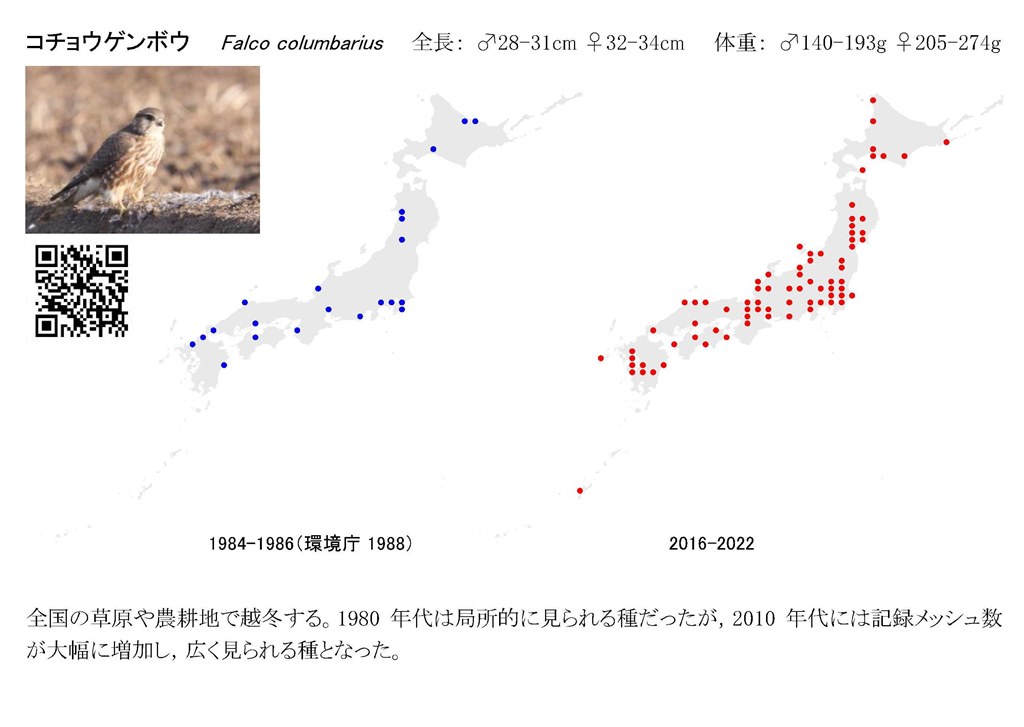 コチョウゲンボウ Falco columbarius 全長： ♂28-31cm ♀32-34cm 体重： ♂140-193g ♀205-274g
1984-1986（環境庁 1988） 2016-2022
全国の草原や農耕地で越冬する。1980 年代は局所的に見られる種だったが，2010 年代には記録メッシュ数
が大幅に増加し，広く見られる種となった。